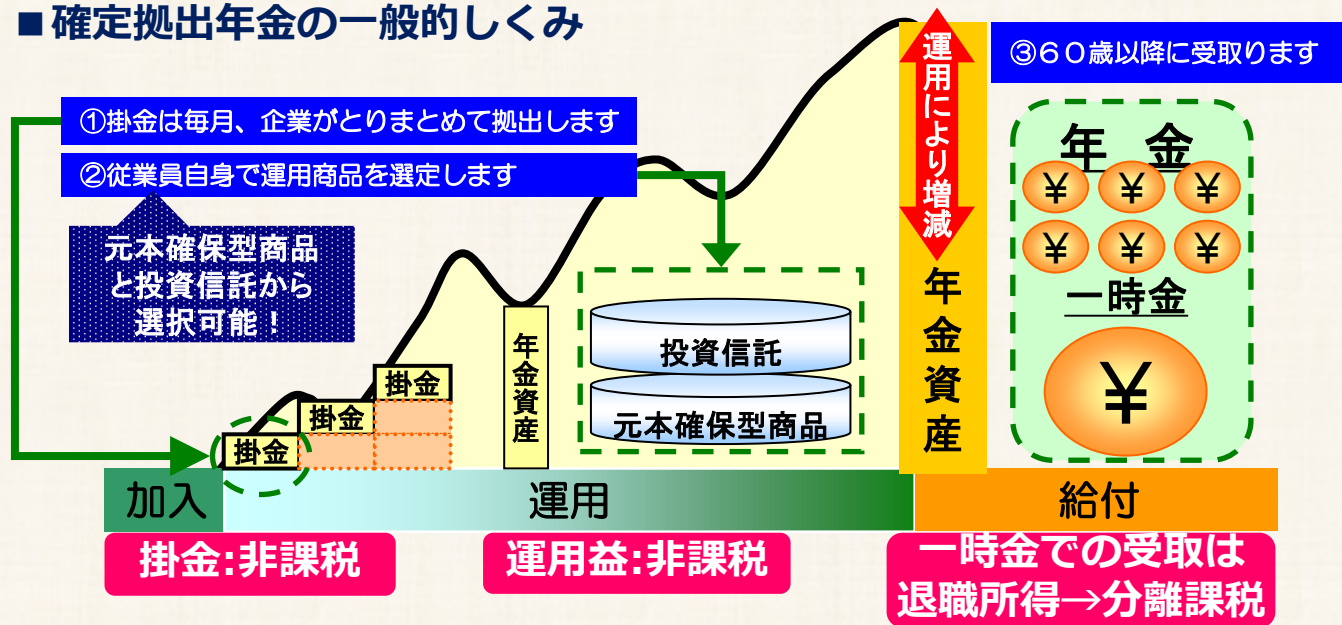 ■確定拠出年金の一般的しくみ
①掛金は毎月、企業がとりまとめて拠出します
②従業員自身で運用商品を選定します
元本確保型商品
と投資信託から
選択可能！
掛金
掛金
掛金
年金資産
投資信託
元本確保型商品
運用により増減
年金資産
③６０歳以降に受取ります
年 金
¥ ¥ ¥
¥ ¥ ¥
一時金
¥
加入
運用
給付
掛金:非課税
運用益:非課税
一時金での受取は
退職所得→分離課税